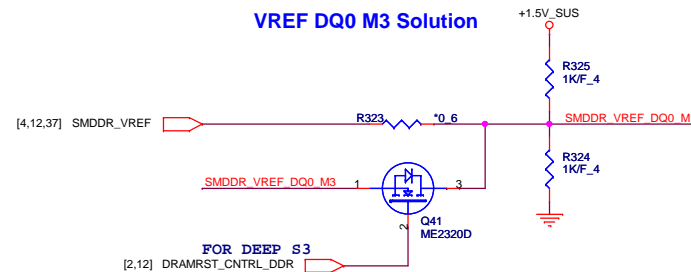 VREF DQ0 M3 Solution
+1.5V_SUS
R325
1K/F_4
[4,12,37] SMDDR_VREF
R323 *0_6
SMDDR_VREF_DQ0_M
R324
1K/F_4
SMDDR_VREF_DQ0_M3
1
3
2
Q41
ME2320D
FOR DEEP S3
[2,12] DRAMRST_CNTRL_DDR